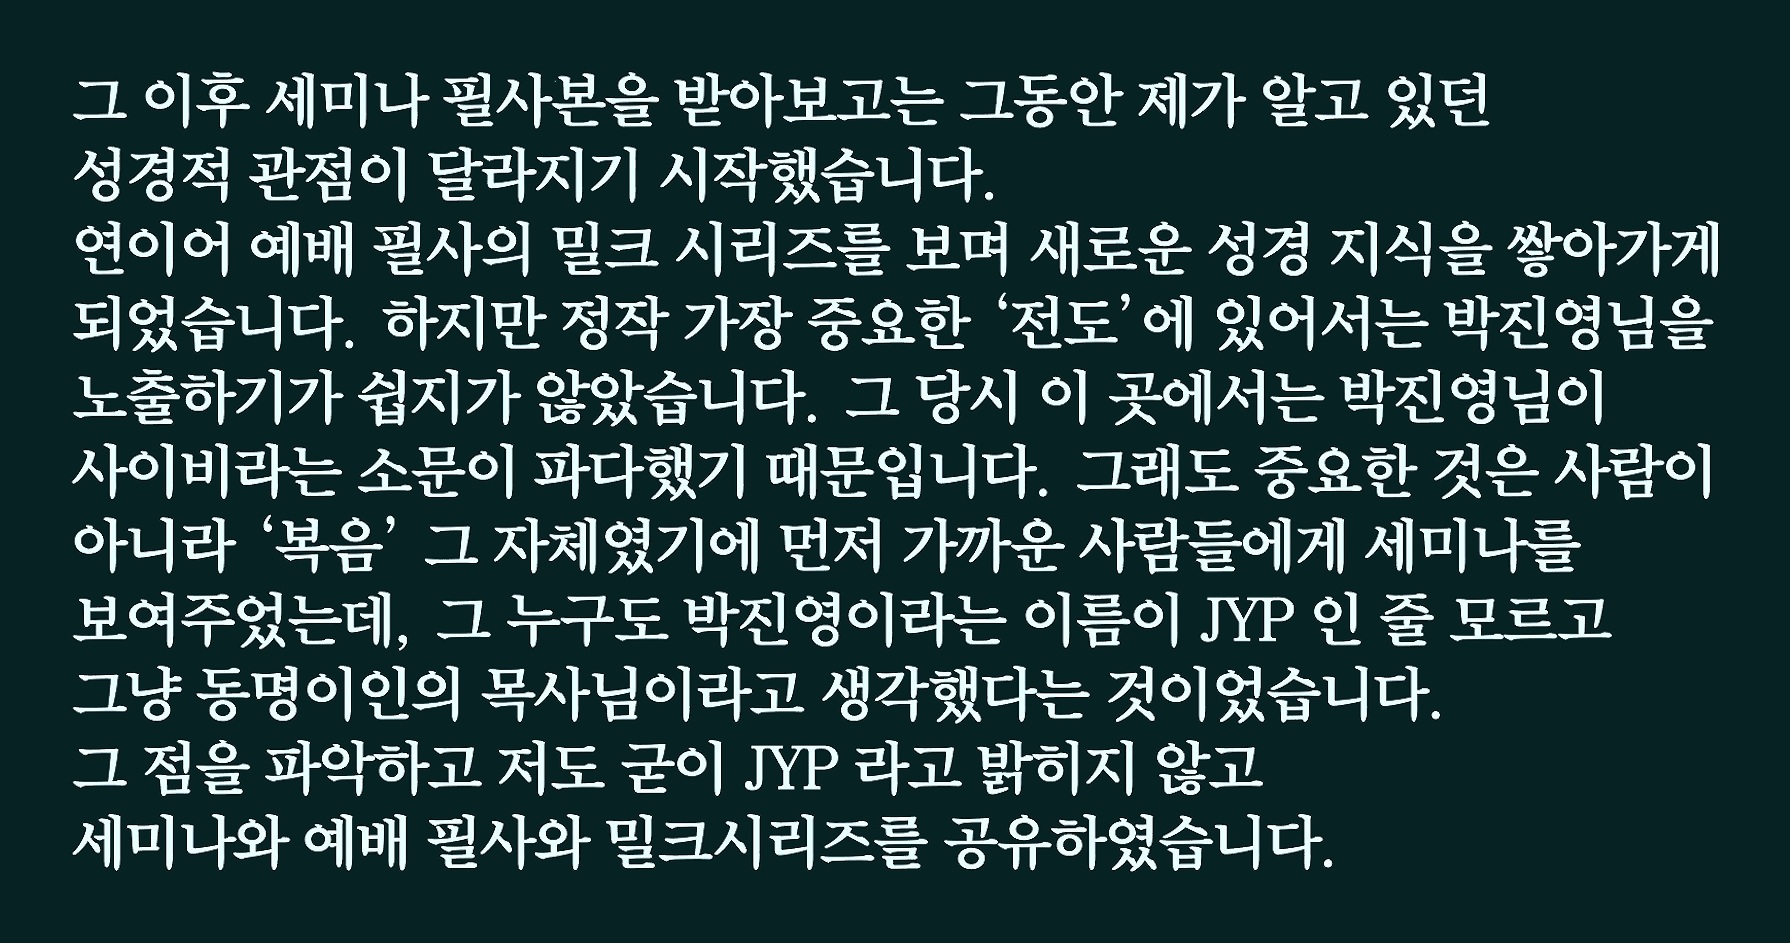 그 이후 세미나 필사본을 받아보고는 그동안 제가 알고 있던
성경적 관점이 달라지기 시작했습니다.
연이어 예배 필사의 밀크 시리즈를 보며 새로운 성경 지식을 쌓아가게
되었습니다. 하지만 정작 가장 중요한 ‘전도’에 있어서는 박진영님을
노출하기가 쉽지가 않았습니다. 그 당시 이 곳에서는 박진영님이
사이비라는 소문이 파다했기 때문입니다. 그래도 중요한 것은 사람이
아니라 ‘복음’ 그 자체였기에 먼저 가까운 사람들에게 세미나를
보여주었는데, 그 누구도 박진영이라는 이름이 JYP 인 줄 모르고
그냥 동명이인의 목사님이라고 생각했다는 것이었습니다.
그 점을 파악하고 저도 굳이 JYP 라고 밝히지 않고
세미나와 예배 필사와 밀크시리즈를 공유하였습니다.